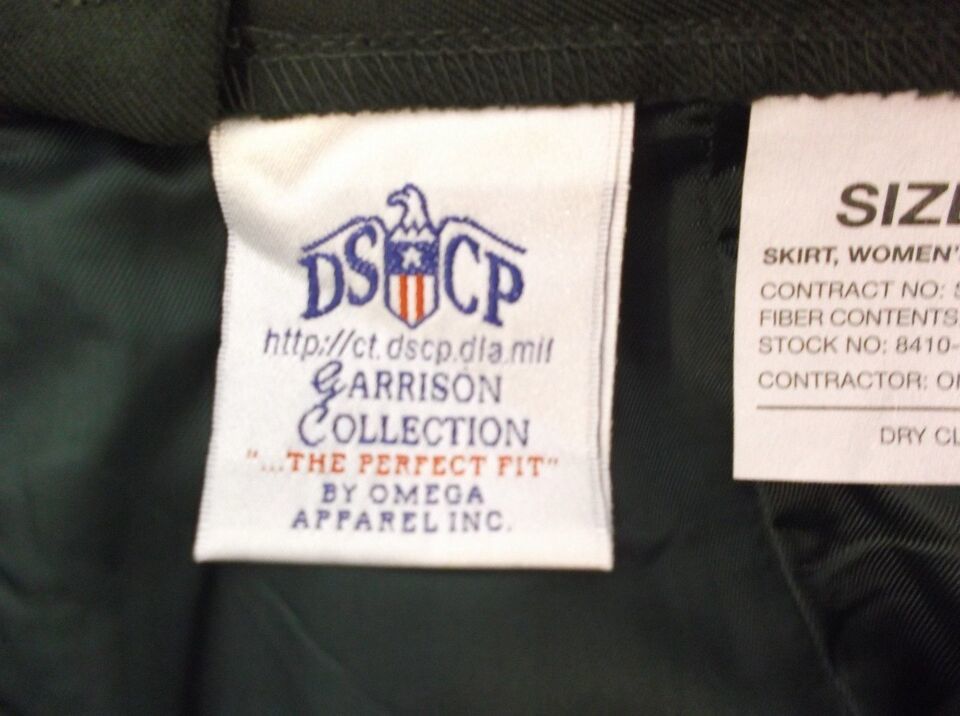 DSCP
http://ct.dscp.dla.mil
GARRISON
COLLECTION
"...THE PERFECT FIT"
BY OMEGA
APPAREL INC.
SIZE
SKIRT, WOMEN'
CONTRACT NO: S
FIBER CONTENTS
STOCK NO: 8410-
CONTRACTOR: OM
DRY CL